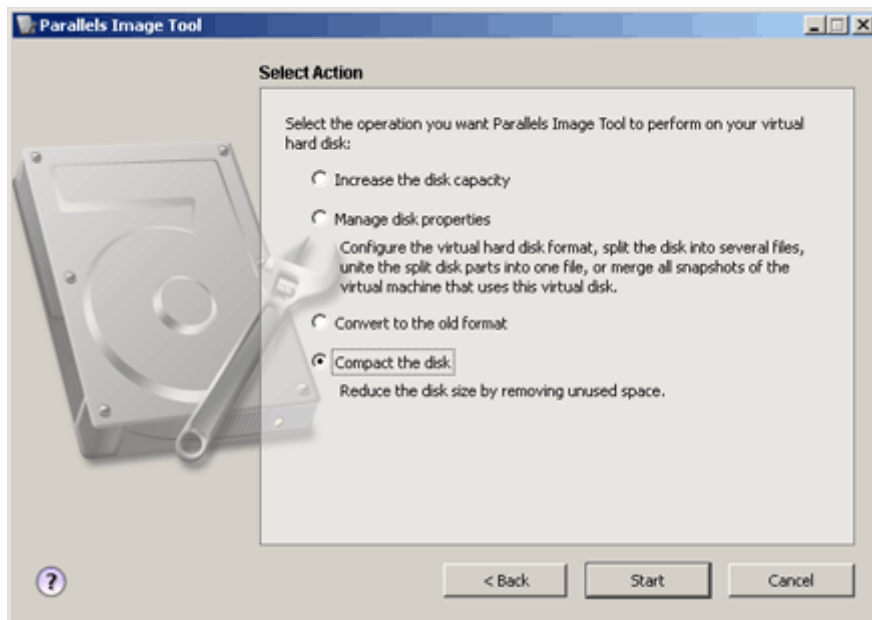 Parallels Image Tool
Select Action
Select the operation you want Parallels Image Tool to perform on your virtual
hard disk:
Increase the disk capacity
Manage disk properties
Configure the virtual hard disk format, split the disk into several files,
unite the split disk parts into one file, or merge all snapshots of the
virtual machine that uses this virtual disk.
Convert to the old format
Compact the disk
Reduce the disk size by removing unused space.
?
< Back
Start
Cancel